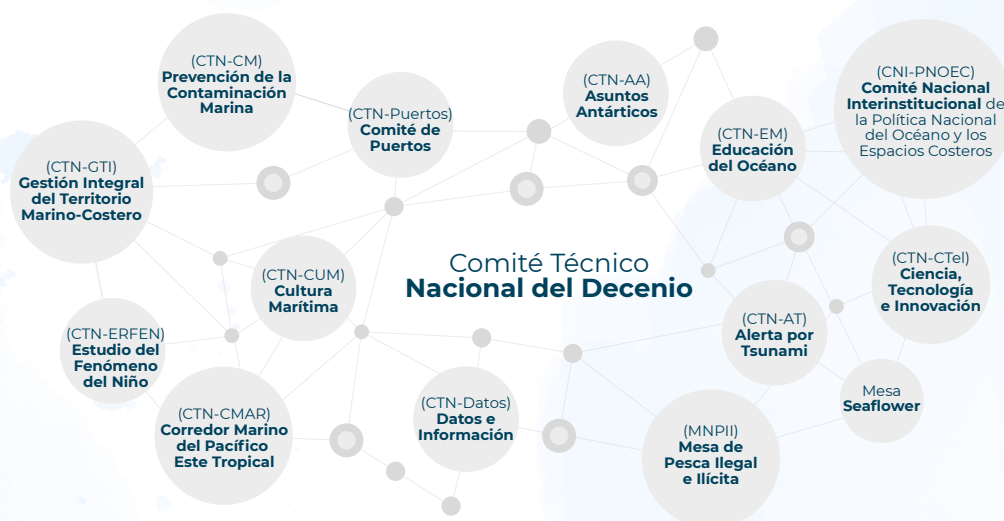 (CTN-CM)
Prevención de la
Contaminación
Marina
(CTN-Puertos)
Comité de
Puertos
(CTN-AA)
Asuntos
Antárticos
(CNI-PNOEC)
Comité Nacional
Interinstitucional de
la Política Nacional
del Océano y los
Espacios Costeros
(CTN-EM)
Educación
del Océano
(CTN-GTI)
Gestión Integral
del Territorio
Marino-Costero
(CTN-CUM)
Cultura
Marítima
Comité Técnico
Nacional del Decenio
(CTN-CTeI)
Ciencia,
Tecnología
e Innovación
(CTN-ERFEN)
Estudio del
Fenómeno
del Niño
(CTN-AT)
Alerta por
Tsunami
Mesa
Seaflower
(CTN-CMAR)
Corredor Marino
del Pacífico
Este Tropical
(CTN-Datos)
Datos e
Información
(MNPII)
Mesa de
Pesca Ilegal
e Ilícita